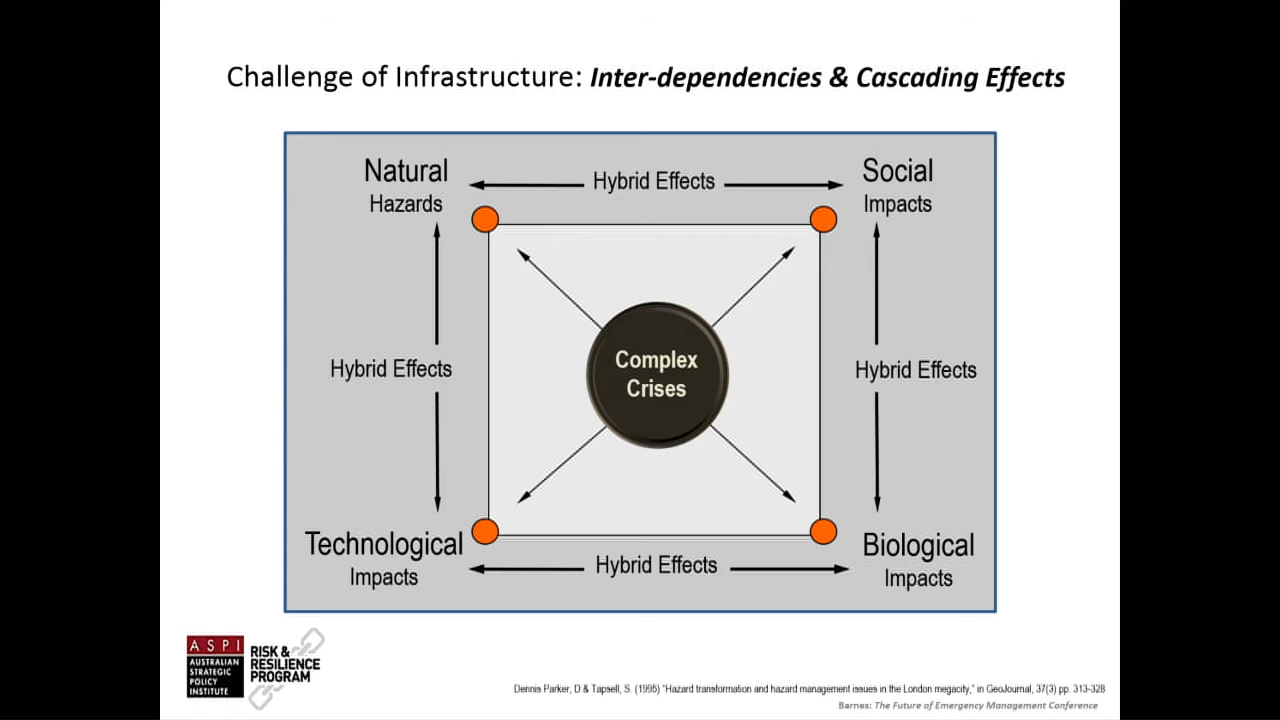 Challenge of Infrastructure: Inter-dependencies & Cascading Effects
Natural
Hazards
Hybrid Effects
Social
Impacts
Hybrid Effects
Complex
Crises
Hybrid Effects
Technological
Impacts
Hybrid Effects
Biological
Impacts
ASPI
AUSTRALIAN
STRATEGIC
POLICY
INSTITUTE
RISK &
RESILIENCE
PROGRAM
Dennis Parker, D & Tapsell, S. (1995) "Hazard transformation and hazard management issues in the London megacity," in GeoJournal, 37(3) pp. 313-328
Barnes: The Future of Emergency Management Conference